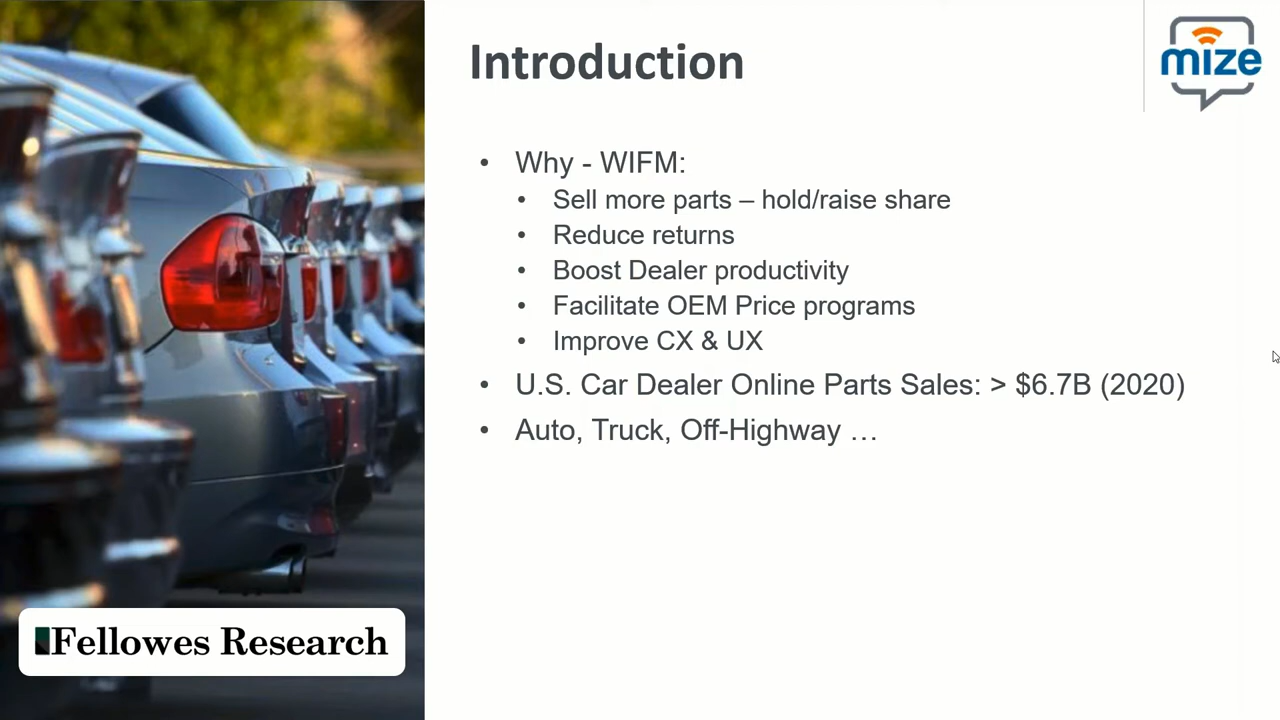 Introduction
mize
• Why - WIFM:
• Sell more parts – hold/raise share
• Reduce returns
• Boost Dealer productivity
• Facilitate OEM Price programs
• Improve CX & UX
• U.S. Car Dealer Online Parts Sales: > $6.7B (2020)
• Auto, Truck, Off-Highway …
Fellowes Research